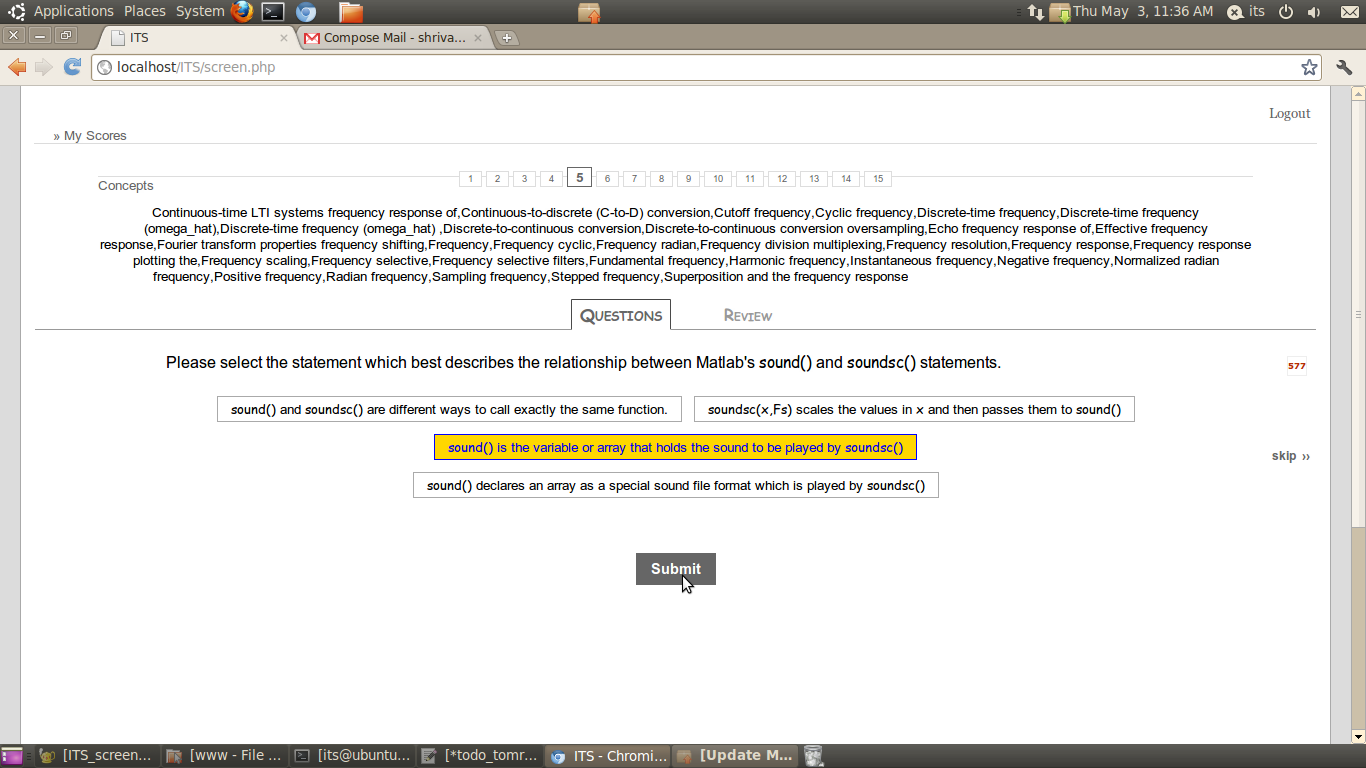 Applications Places System Thu May 3, 11:36 AM its
ITS Compose Mail - shriva...
localhost/ITS/screen.php
Logout
» My Scores
1 2 3 4 5 6 7 8 9 10 11 12 13 14 15
Concepts
Continuous-time LTI systems frequency response of,Continuous-to-discrete (C-to-D) conversion,Cutoff frequency,Cyclic frequency,Discrete-time frequency,Discrete-time frequency
(omega_hat),Discrete-time frequency (omega_hat) ,Discrete-to-continuous conversion,Discrete-to-continuous conversion oversampling,Echo frequency response of,Effective frequency
response,Fourier transform properties frequency shifting,Frequency,Frequency cyclic,Frequency radian,Frequency division multiplexing,Frequency resolution,Frequency response,Frequency response
plotting the,Frequency scaling,Frequency selective,Frequency selective filters,Fundamental frequency,Harmonic frequency,Instantaneous frequency,Negative frequency,Normalized radian
frequency,Positive frequency,Radian frequency,Sampling frequency,Stepped frequency,Superposition and the frequency response
Questions Review
Please select the statement which best describes the relationship between Matlab's sound() and soundsc() statements.
577
sound() and soundsc() are different ways to call exactly the same function. soundsc(x,Fs) scales the values in x and then passes them to sound()
sound() is the variable or array that holds the sound to be played by soundsc()
skip ››
sound() declares an array as a special sound file format which is played by soundsc()
Submit
[ITS_screen... [www - File ... [its@ubuntu... [*todo_tomr... ITS - Chromi... [Update M...